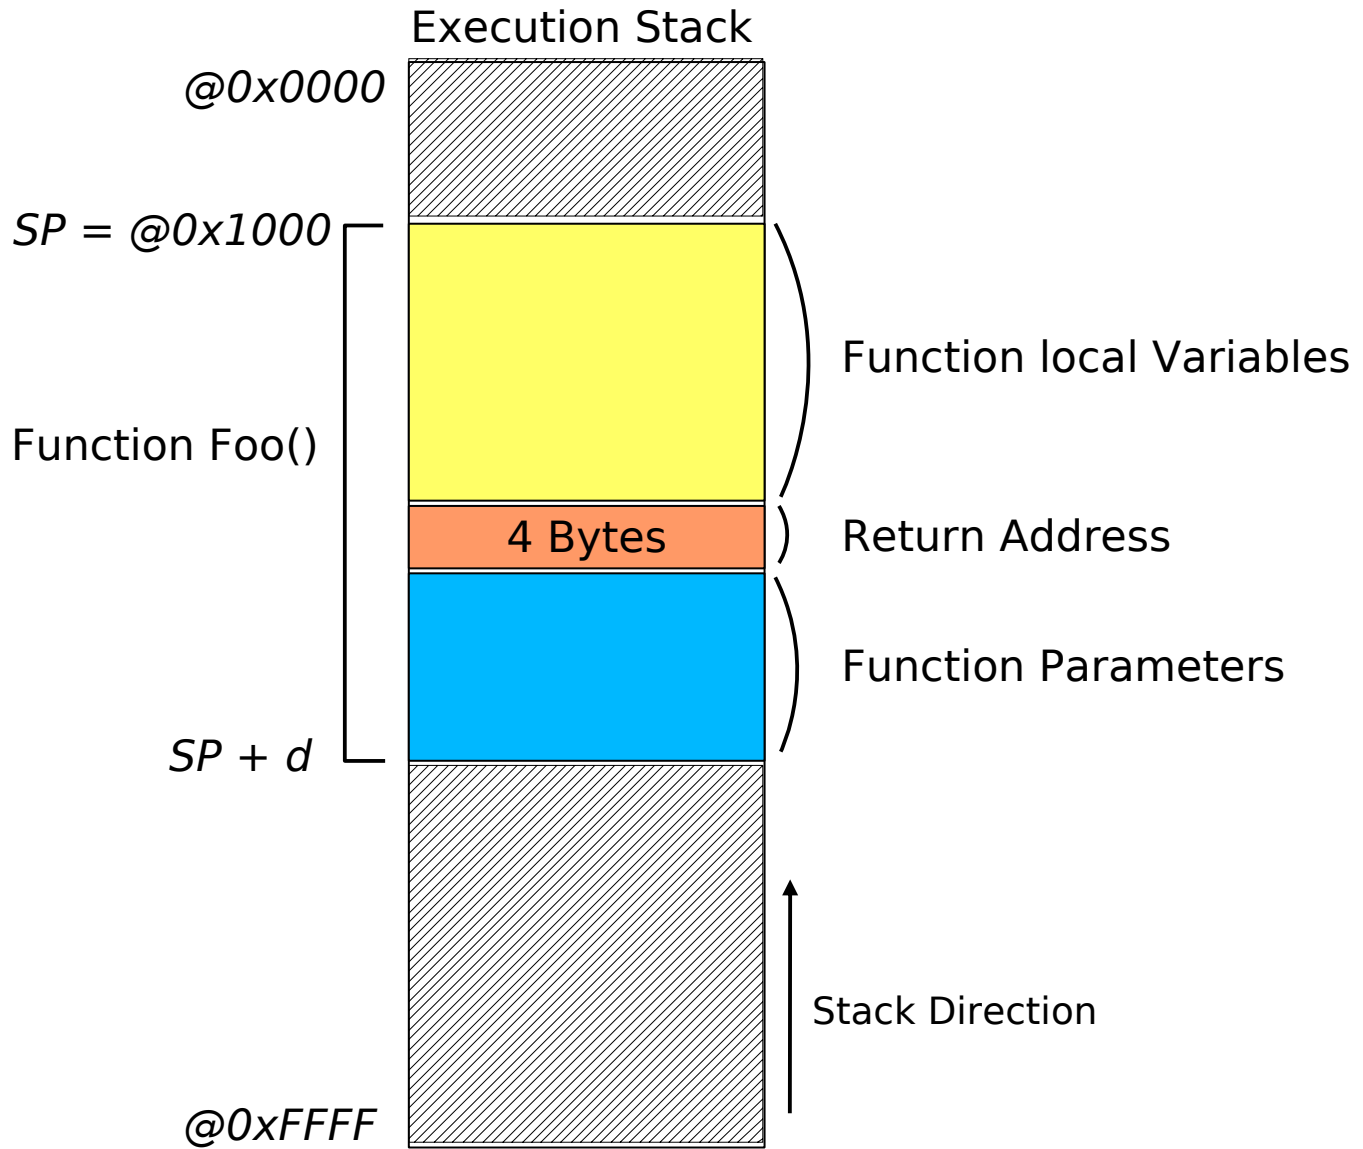 Execution Stack
@0x0000
SP = @0x1000
Function local Variables
Function Foo()
4 Bytes
Return Address
Function Parameters
SP + d
Stack Direction
@0xFFFF